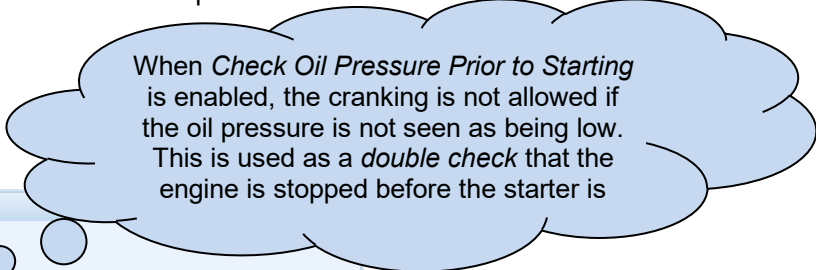 When Check Oil Pressure Prior to Starting
is enabled, the cranking is not allowed if
the oil pressure is not seen as being low.
This is used as a double check that the
engine is stopped before the starter is